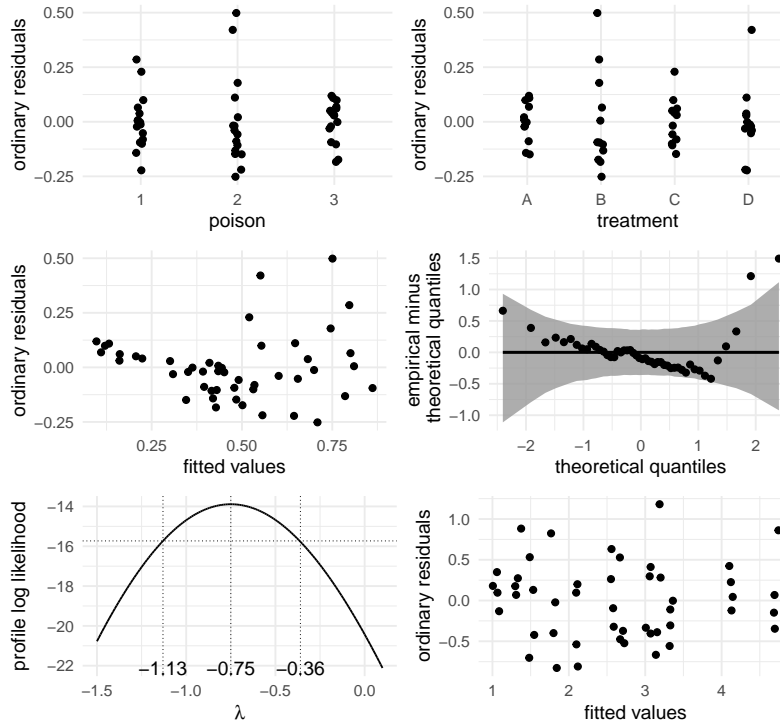 0.50
0.25
0.00
−0.25
ordinary residuals
1 2 3
poison
0.50
0.25
0.00
−0.25
ordinary residuals
A B C D
treatment
0.50
0.25
0.00
−0.25
ordinary residuals
0.25 0.50 0.75
fitted values
1.5
1.0
0.5
0.0
−0.5
−1.0
empirical minus
theoretical quantiles
−2 −1 0 1 2
theoretical quantiles
−14
−16
−18
−20
−22
profile log likelihood
−1.13 −0.75 −0.36
−1.5 −1.0 −0.5 0.0
λ
1.0
0.5
0.0
−0.5
ordinary residuals
1 2 3 4
fitted values